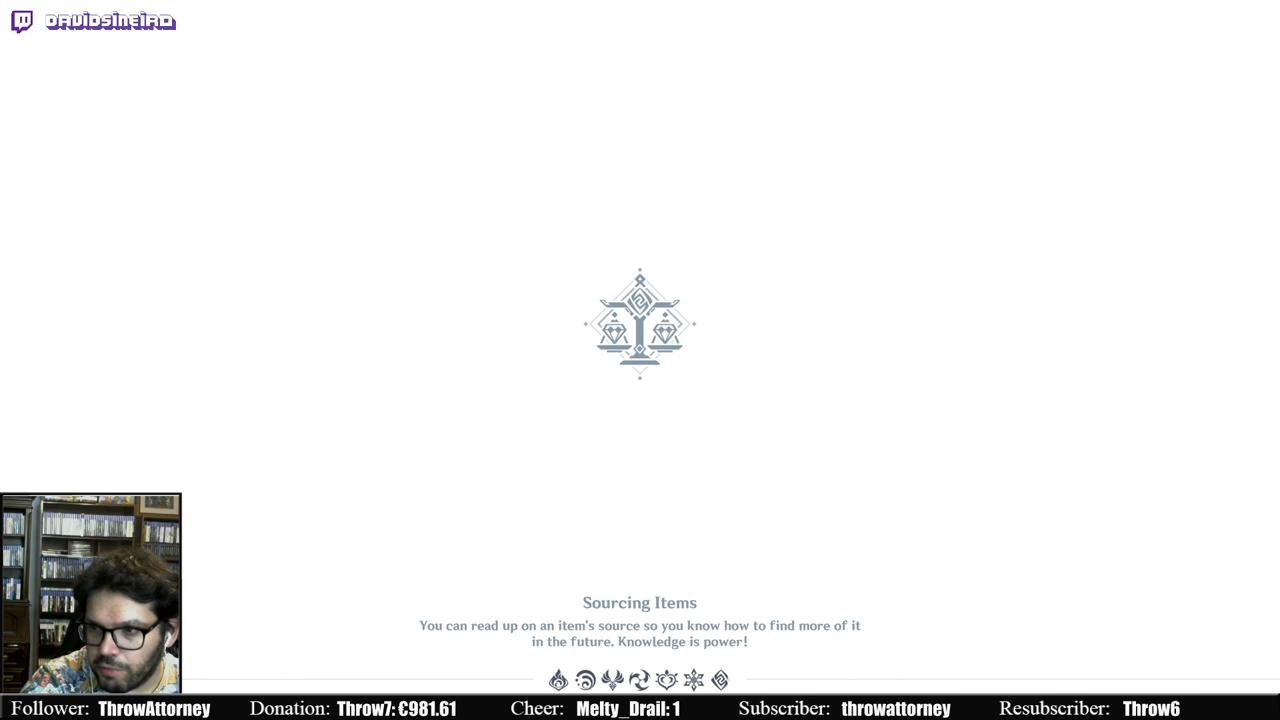 DAVIDSINEIRO
Sourcing Items
You can read up on an item's source so you know how to find more of it
in the future. Knowledge is power!
Follower: ThrowAttorney Donation: Throw7: €981.61 Cheer: Melty_Drail: 1 Subscriber: throwattorney Resubscriber: Throw6